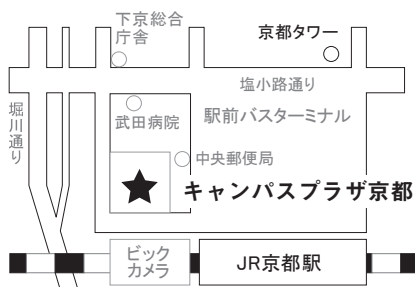 下京総合
庁舎
京都タワー
塩小路通り
堀川通り
武田病院
駅前バスターミナル
中央郵便局
キャンパスプラザ京都
ビック
カメラ
JR京都駅